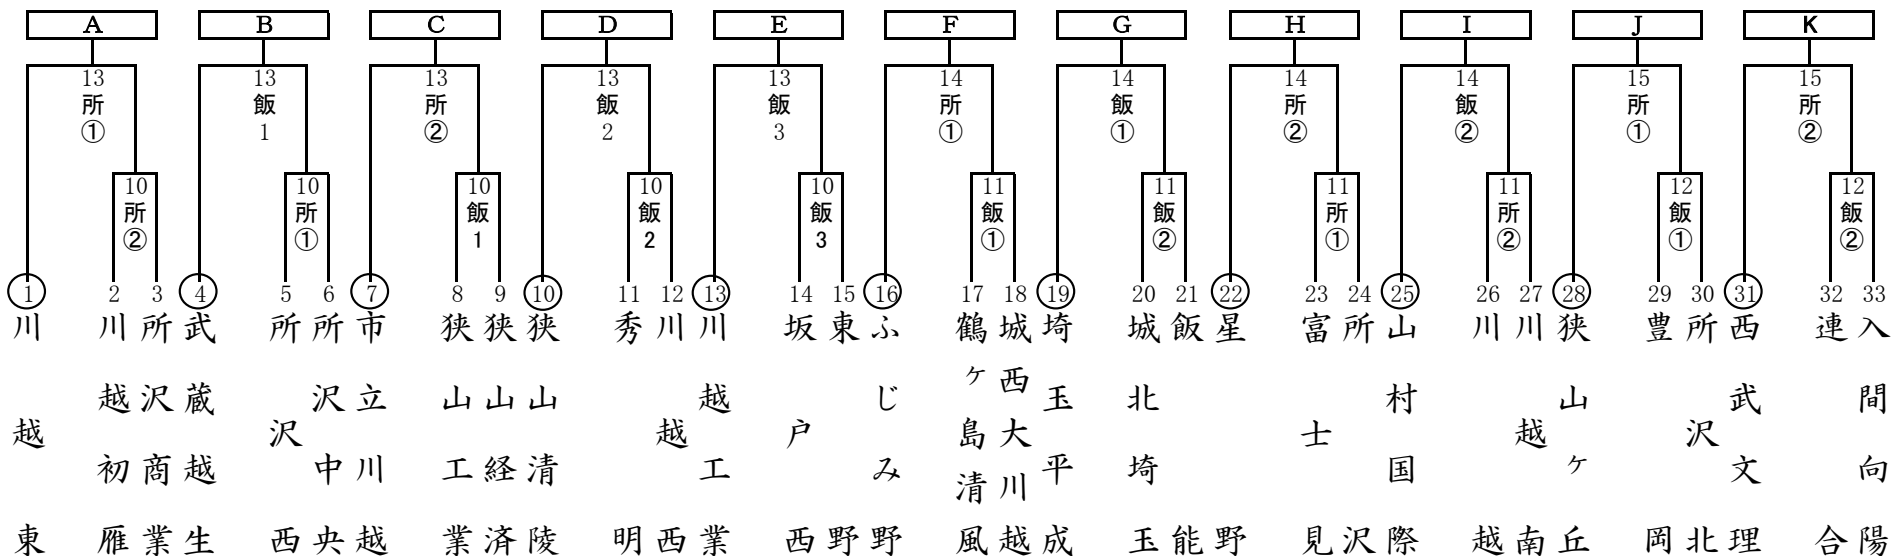 A B C D E F G H I J K
13 13 13 13 13 14 14 14 14 15 15
所 飯 所 飯 飯 所 飯 所 飯 所 所
① 1 ② 2 3 ① ① ② ② ① ②
10 10 10 10 10 11 11 11 11 12 12
所 所 飯 飯 飯 飯 飯 所 所 飯 飯
② ① 1 2 3 ① ② ① ② ① ②
① 2 3 ④ 5 6 ⑦ 8 9 ⑩ 11 12 ⑬ 14 15 ⑯ 17 18 ⑲ 20 21 ㉒ 23 24 ㉕ 26 27 ㉘ 29 30 ㉛ 32 33
川越東
川越初雁
所沢商業
武蔵越生
所沢西
所沢中央
市立川越
狭山工業
狭山経済
狭山清陵
秀明
川越西
川越工業
坂戸西
東野
ふじみ野
鶴ヶ島清風
城西大川越
埼玉平成
城北埼玉
飯能
星野
富士見
所沢
山村国際
川越
川越南
狭山ヶ丘
豊岡
所沢北
西武文理
連合
入間向陽